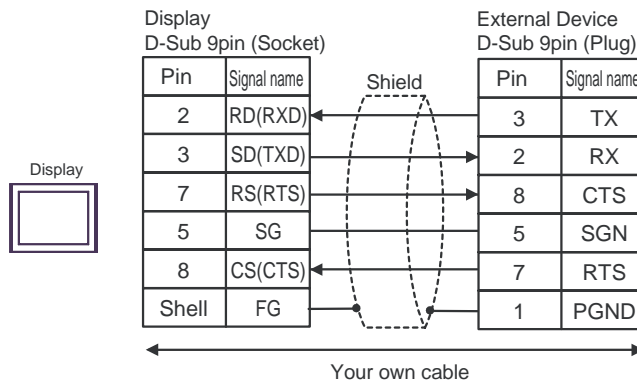 Display
D-Sub 9pin (Socket)
External Device
D-Sub 9pin (Plug)
Pin Signal name Shield Pin Signal name
2 RD(RXD) 3 TX
3 SD(TXD) 2 RX
Display
7 RS(RTS) 8 CTS
5 SG 5 SGN
8 CS(CTS) 7 RTS
Shell FG 1 PGND
Your own cable